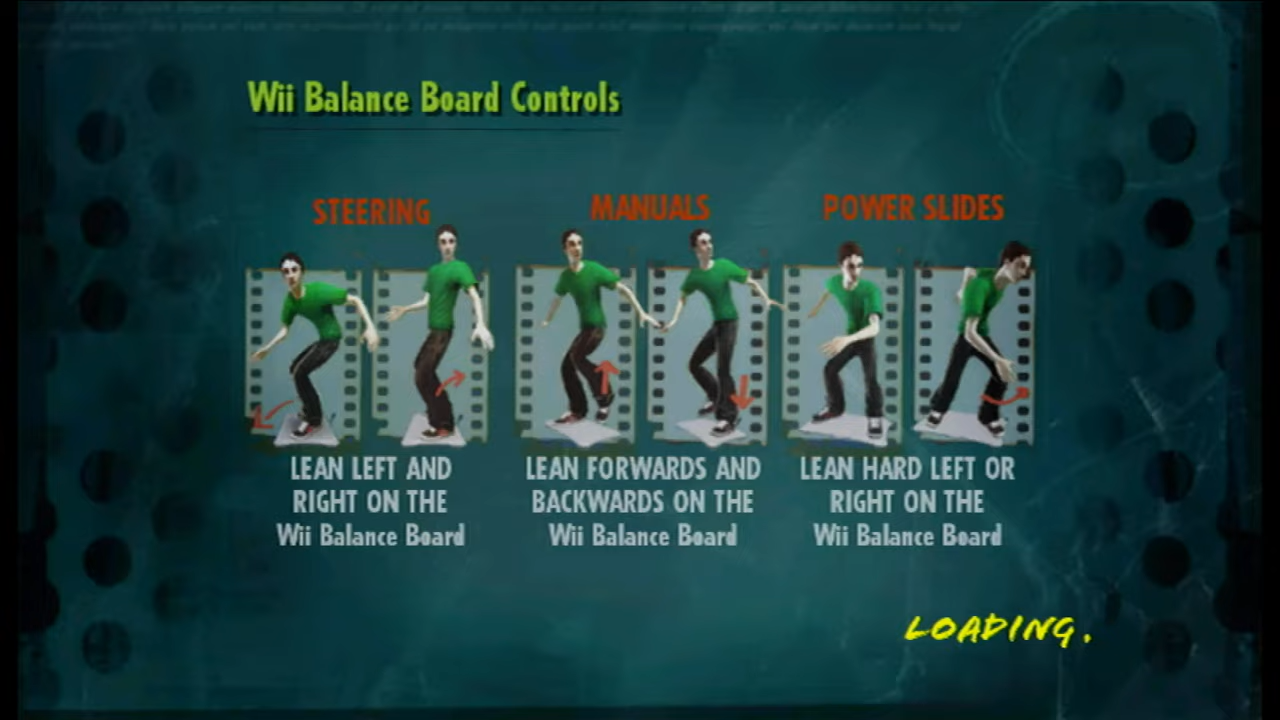 Wii Balance Board Controls
STEERING
MANUALS
POWER SLIDES
LEAN LEFT AND
RIGHT ON THE
Wii Balance Board
LEAN FORWARDS AND
BACKWARDS ON THE
Wii Balance Board
LEAN HARD LEFT OR
RIGHT ON THE
Wii Balance Board
LOADING.